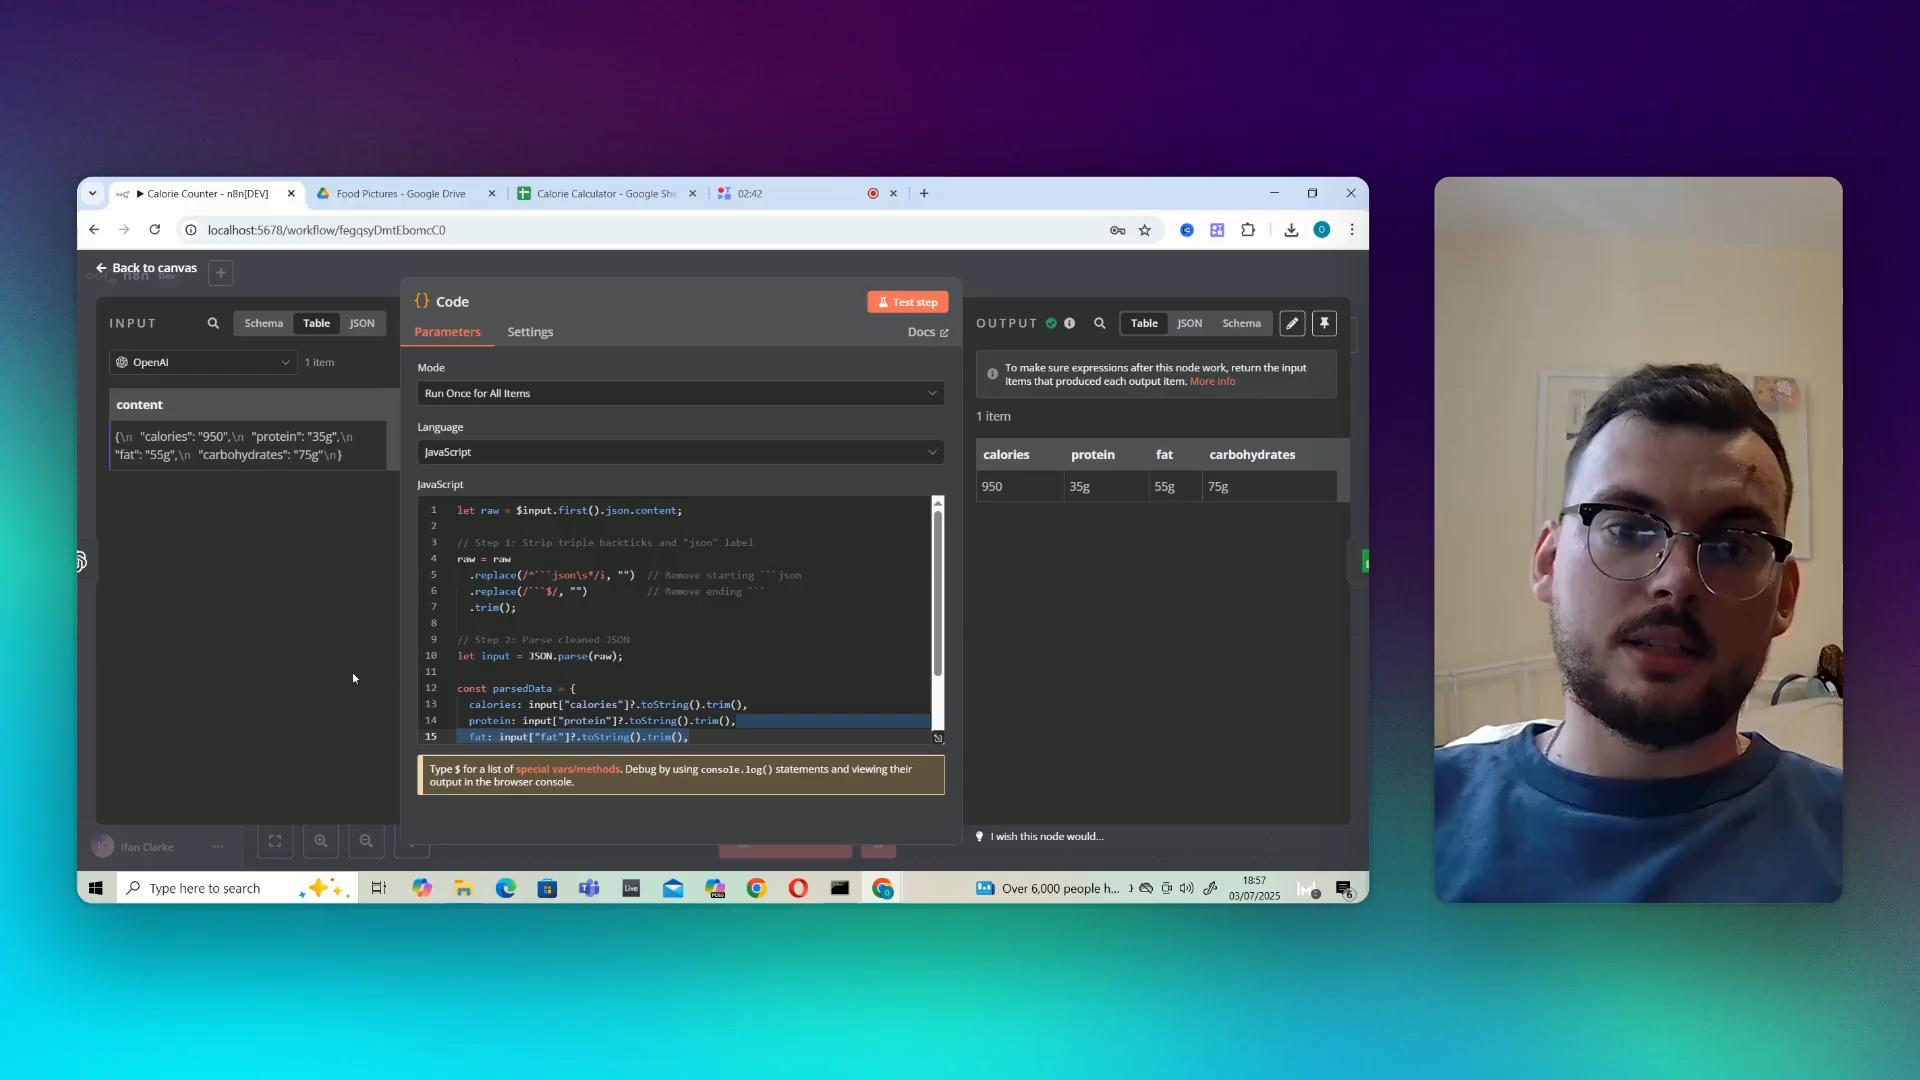 Calorie Counter - n8n[DEV]
Food Pictures - Google Drive
Calorie Calculator - Google She
02:42
localhost:5678/workflow/fegqsyDmtEbomcC0
Back to canvas
INPUT
Schema
Table
JSON
OpenAI
1 item
content
{\n "calories": "950",\n "protein": "35g",\n
"fat": "55g",\n "carbohydrates": "75g"\n}
Code
Test step
Parameters
Settings
Docs
Mode
Run Once for All Items
Language
JavaScript
JavaScript
1 let raw = $input.first().json.content;
2
3 // Step 1: Strip triple backticks and "json" label
4 raw = raw
5 .replace(/^```json\s*/i, "") // Remove starting ```json
6 .replace(/```$/, "") // Remove ending ```
7 .trim();
8
9 // Step 2: Parse cleaned JSON
10 let input = JSON.parse(raw);
11
12 const parsedData = {
13 calories: input["calories"]?.toString().trim(),
14 protein: input["protein"]?.toString().trim(),
15 fat: input["fat"]?.toString().trim(),
Type $ for a list of special vars/methods. Debug by using console.log() statements and viewing their
output in the browser console.
OUTPUT
Table
JSON
Schema
To make sure expressions after this node work, return the input
items that produced each output item. More info
1 item
calories protein fat carbohydrates
950 35g 55g 75g
I wish this node would...
Ifan Clarke
Type here to search
Live
Over 6,000 people h...
18:57
03/07/2025